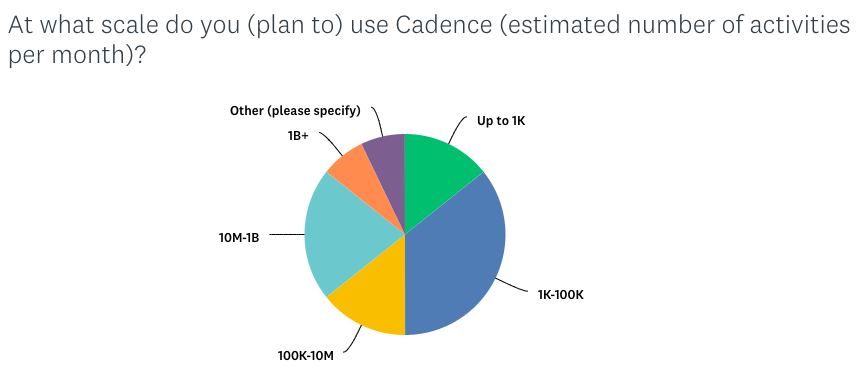 At what scale do you (plan to) use Cadence (estimated number of activities
per month)?
Other (please specify)
Up to 1K
1B+
10M-1B
1K-100K
100K-10M